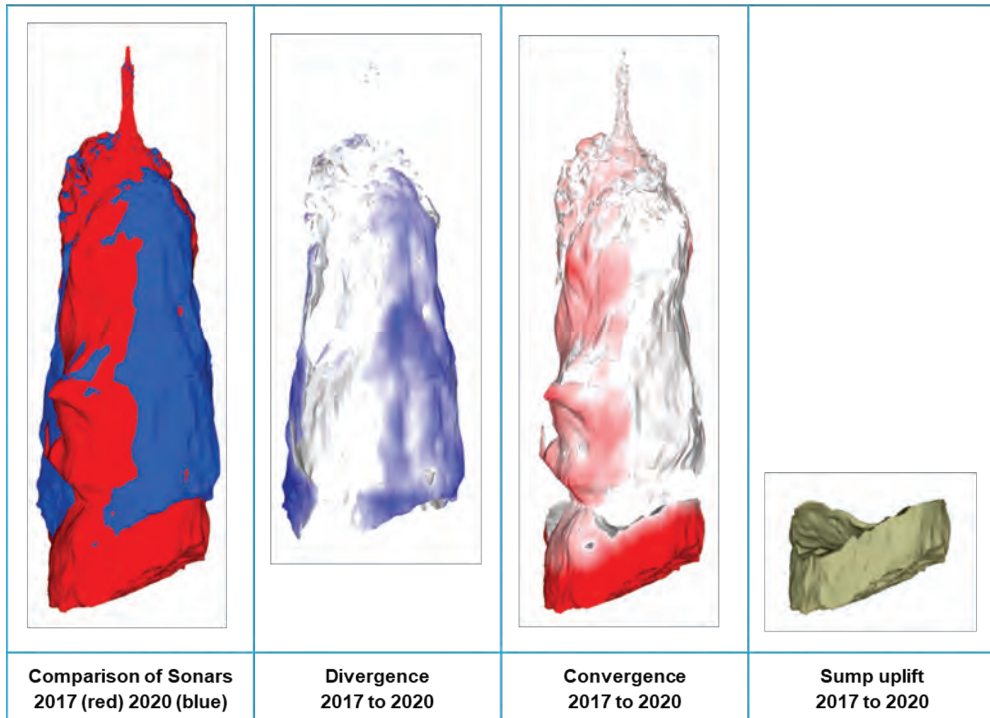 Comparison of Sonars
2017 (red) 2020 (blue)
Divergence
2017 to 2020
Convergence
2017 to 2020
Sump uplift
2017 to 2020